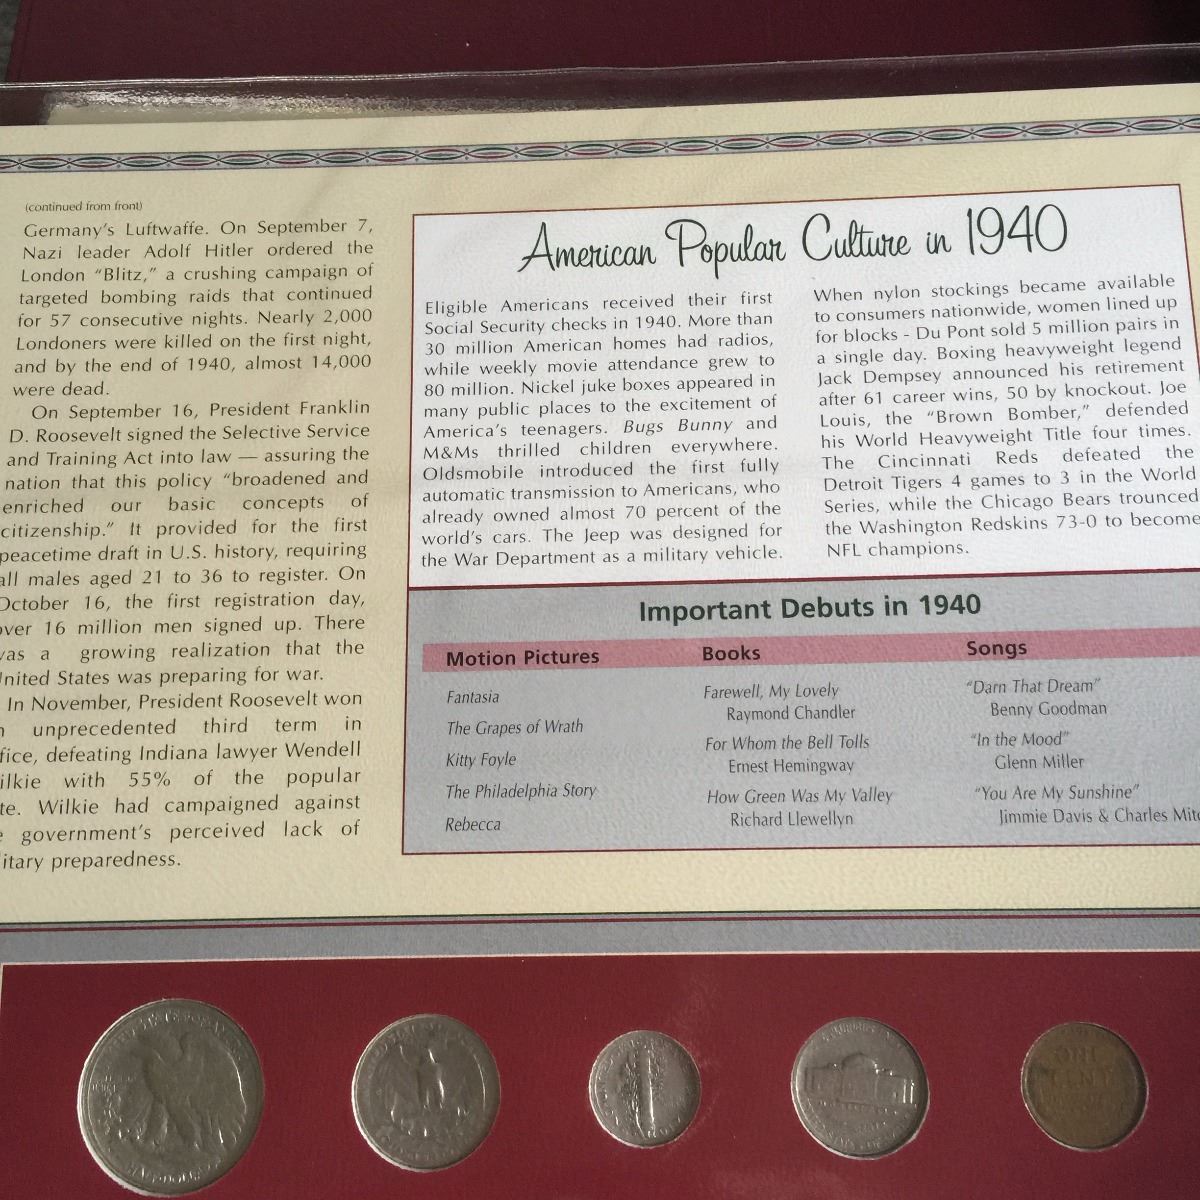 (continued from front)
Germany's Luftwaffe. On September 7,
Nazi leader Adolf Hitler ordered the
London "Blitz," a crushing campaign of
targeted bombing raids that continued
for 57 consecutive nights. Nearly 2,000
Londoners were killed on the first night,
and by the end of 1940, almost 14,000
were dead.
On September 16, President Franklin
D. Roosevelt signed the Selective Service
and Training Act into law — assuring the
nation that this policy "broadened and
enriched our basic concepts of
citizenship." It provided for the first
peacetime draft in U.S. history, requiring
all males aged 21 to 36 to register. On
October 16, the first registration day,
over 16 million men signed up. There
was a growing realization that the
United States was preparing for war.
In November, President Roosevelt won
unprecedented third term in
fice, defeating Indiana lawyer Wendell
ilkie with 55% of the popular
te. Wilkie had campaigned against
e government's perceived lack of
itary preparedness.
American Popular Culture in 1940
Eligible Americans received their first
Social Security checks in 1940. More than
30 million American homes had radios,
while weekly movie attendance grew to
80 million. Nickel juke boxes appeared in
many public places to the excitement of
America's teenagers. Bugs Bunny and
M&Ms thrilled children everywhere.
Oldsmobile introduced the first fully
automatic transmission to Americans, who
already owned almost 70 percent of the
world's cars. The Jeep was designed for
the War Department as a military vehicle.
When nylon stockings became available
to consumers nationwide, women lined up
for blocks - Du Pont sold 5 million pairs in
a single day. Boxing heavyweight legend
Jack Dempsey announced his retirement
after 61 career wins, 50 by knockout. Joe
Louis, the "Brown Bomber," defended
his World Heavyweight Title four times.
The Cincinnati Reds defeated the
Detroit Tigers 4 games to 3 in the World
Series, while the Chicago Bears trounced
the Washington Redskins 73-0 to become
NFL champions.
Important Debuts in 1940
Motion Pictures
Fantasia
The Grapes of Wrath
Kitty Foyle
The Philadelphia Story
Rebecca
Books
Farewell, My Lovely
Raymond Chandler
For Whom the Bell Tolls
Ernest Hemingway
How Green Was My Valley
Richard Llewellyn
Songs
"Darn That Dream"
Benny Goodman
"In the Mood"
Glenn Miller
"You Are My Sunshine"
Jimmie Davis & Charles Mitc
ONE
CENT